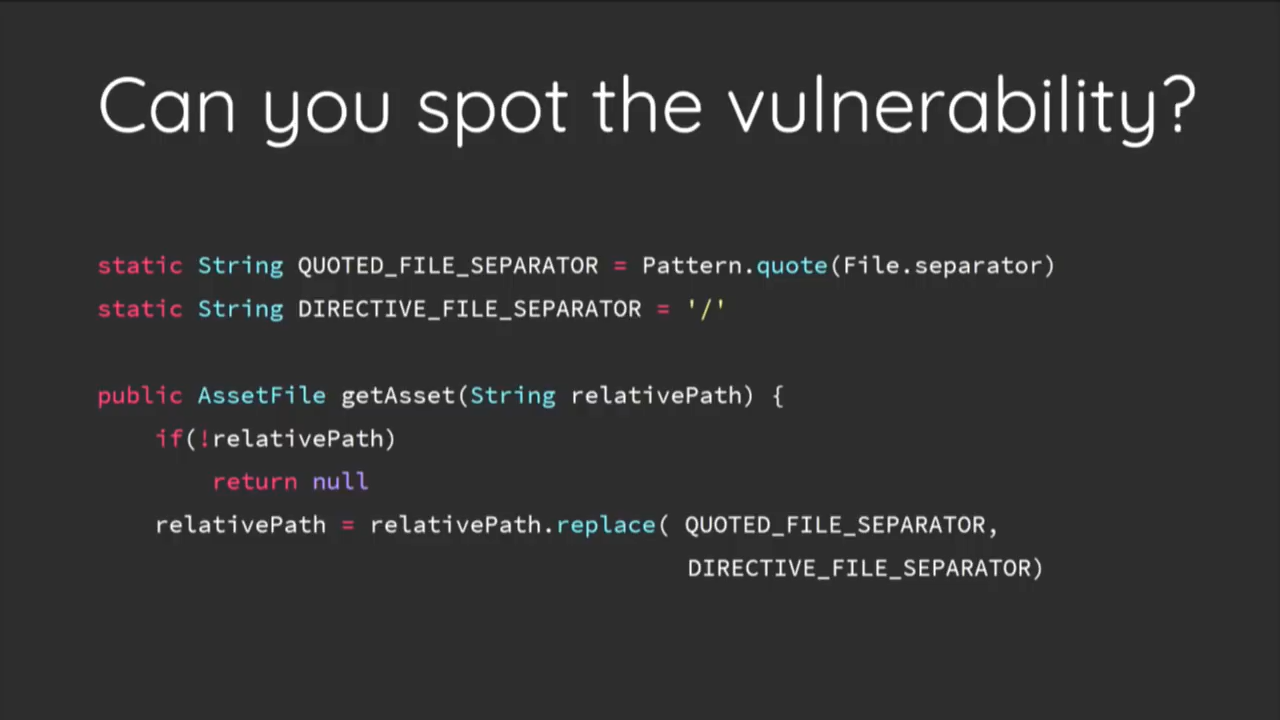 Can you spot the vulnerability?
static String QUOTED_FILE_SEPARATOR = Pattern.quote(File.separator)
static String DIRECTIVE_FILE_SEPARATOR = '/'
public AssetFile getAsset(String relativePath) {
if(!relativePath)
return null
relativePath = relativePath.replace( QUOTED_FILE_SEPARATOR,
DIRECTIVE_FILE_SEPARATOR)